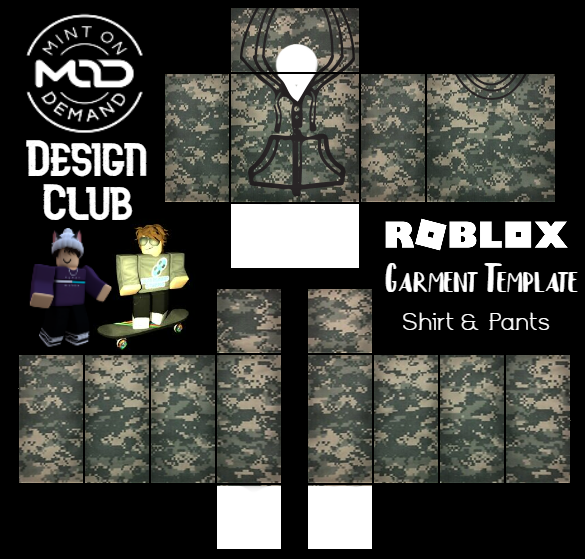 MINT ON
MOD
DEMAND
DESIGN
CLUB
ROBLOX
GARMENT TEMPLATE
Shirt & Pants